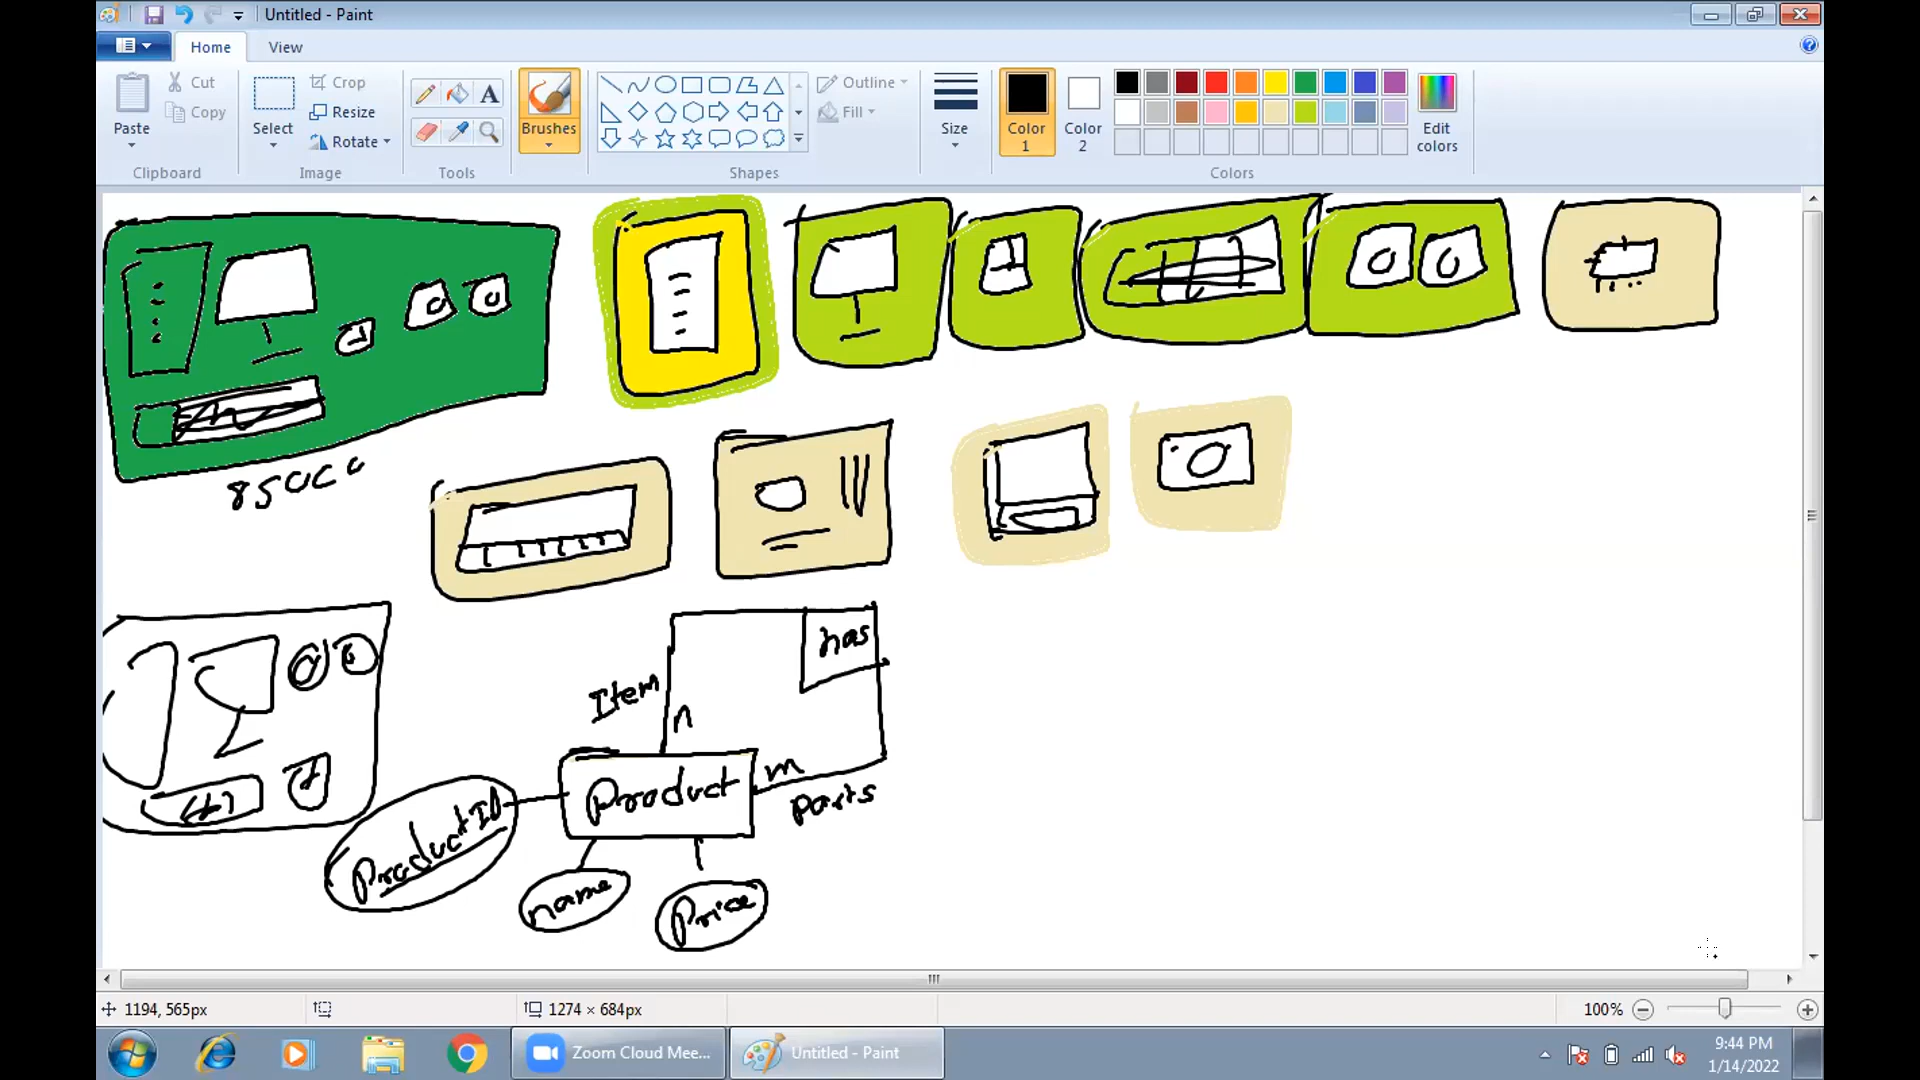 Untitled - Paint
Home
View
Paste
Cut
Copy
Clipboard
Select
Crop
Resize
Rotate
Image
Tools
Brushes
Outline
Fill
Shapes
Size
Color 1
Color 2
Edit colors
Colors
has
Item
n
Product
m
parts
ProductId
name
Price
1194, 565px
1274 × 684px
100%
Zoom Cloud Mee...
Untitled - Paint
9:44 PM
1/14/2022